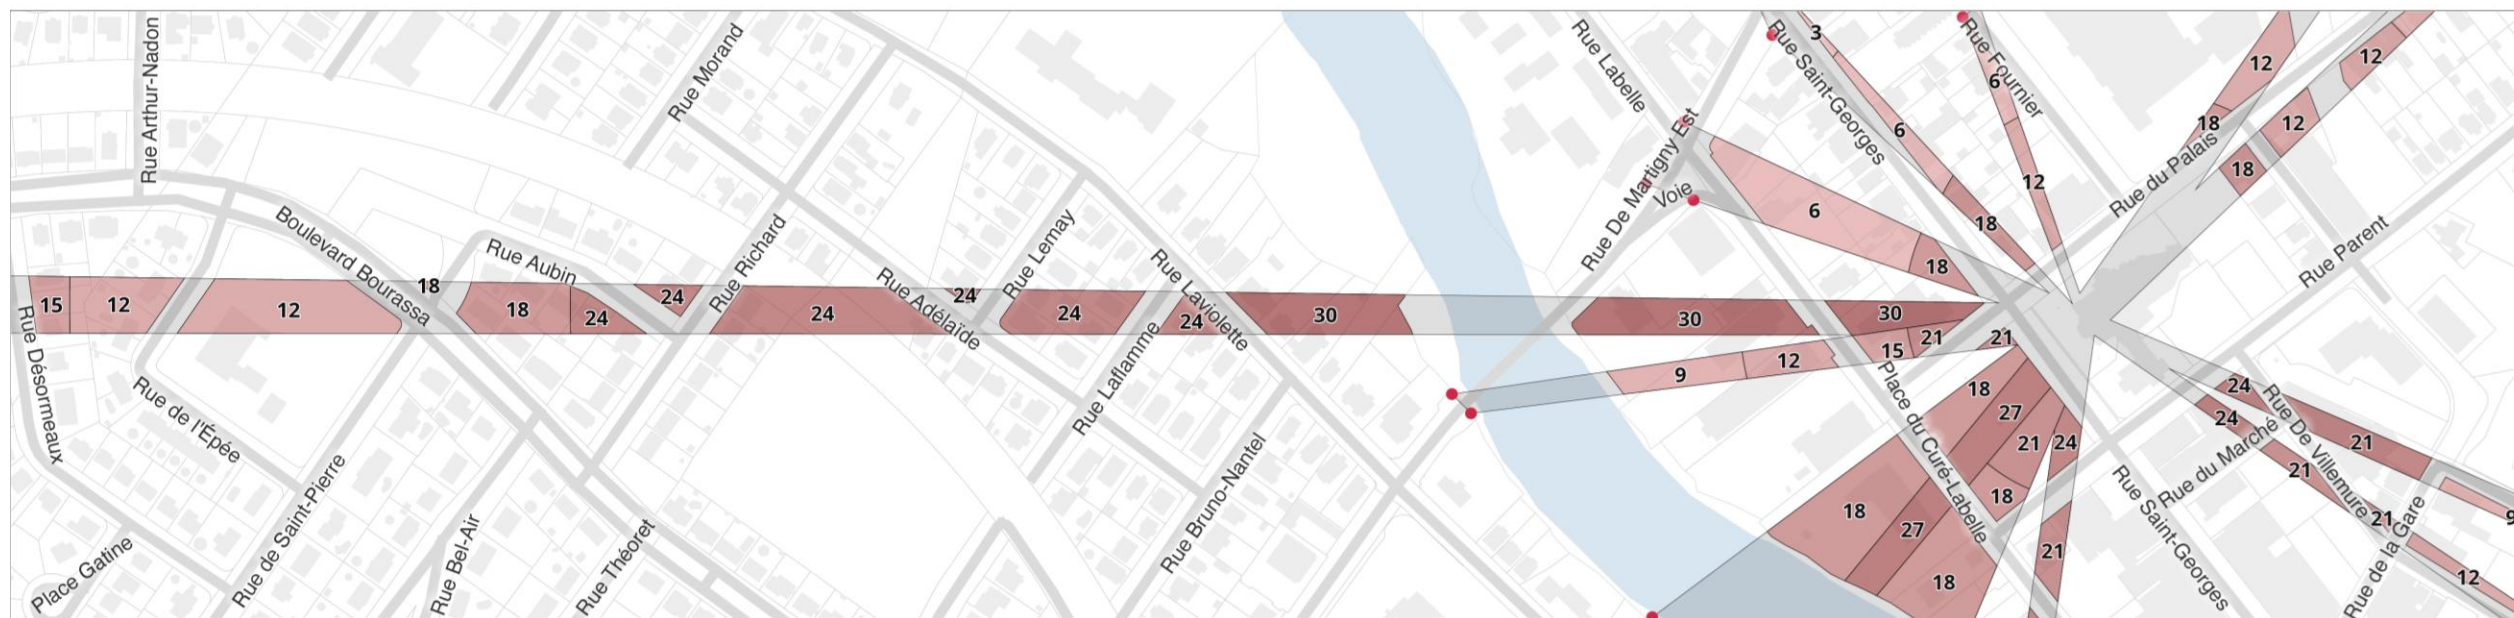 Rue Arthur-Nadon
Rue Morand
Rue Labelle
Rue Saint-Georges
3
Rue Fournier
6
12
12
6
18
12
Rue De Martigny Est
Voie
6
18
12
18
Rue du Palais
18
Rue Parent
Boulevard Bourassa
Rue Aubin
Rue Richard
Rue Adélaïde
Rue Lemay
Rue Laviolette
15
12
12
18
18
24
24
24
24
24
24
30
30
30
21
15
21
9
12
Rue Désormeaux
Rue de l'Épée
Rue Laflamme
Place du Curé-Labelle
18
27
21
24
18
24
24
Rue De Villemure
21
Rue du Marché
21
21
9
Rue de Saint-Pierre
Rue Bruno-Nantel
Rue Saint-Georges
Rue de la Gare
Place Gatine
Rue Bel-Air
Rue Théoret
18
27
18
21
12